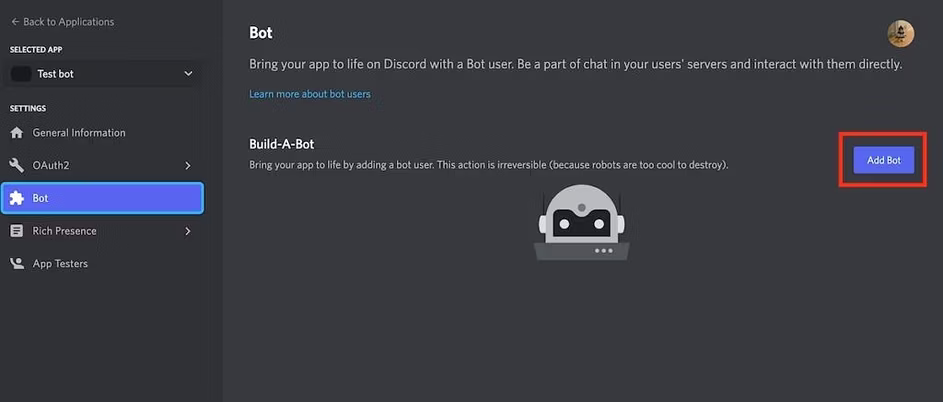 ← Back to Applications
SELECTED APP
Test bot
SETTINGS
General Information
OAuth2
Bot
Rich Presence
App Testers
Bot
Bring your app to life on Discord with a Bot user. Be a part of chat in your users' servers and interact with them directly.
Learn more about bot users
Build-A-Bot
Bring your app to life by adding a bot user. This action is irreversible (because robots are too cool to destroy).
Add Bot